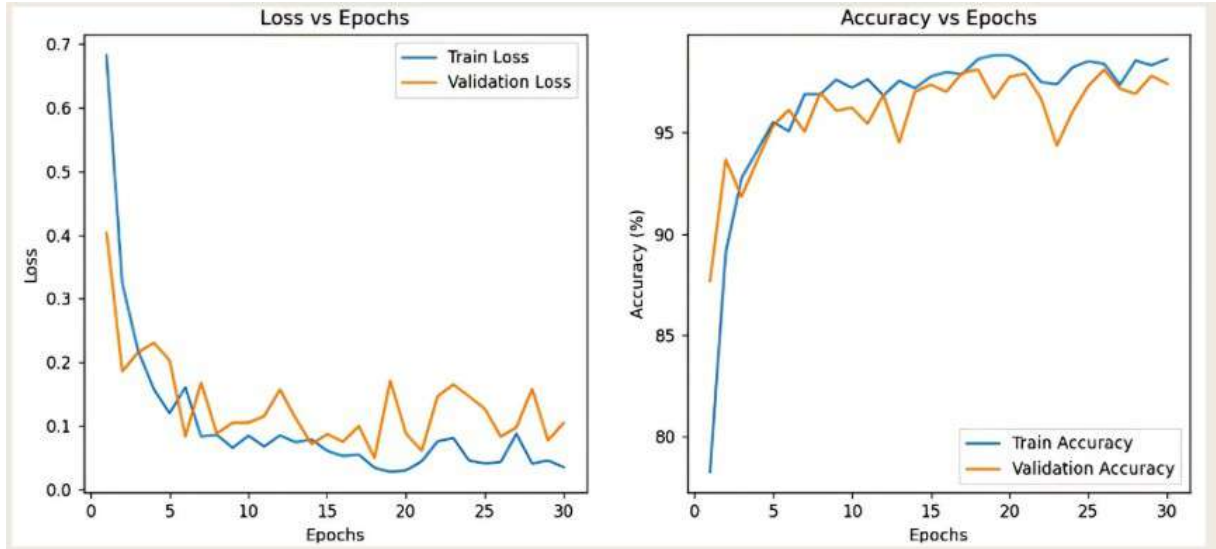 Loss vs Epochs
0.7
0.6
0.5
0.4
0.3
0.2
0.1
0.0
Loss
Train Loss
Validation Loss
0 5 10 15 20 25 30
Epochs
Accuracy vs Epochs
95
90
85
80
Accuracy (%)
Train Accuracy
Validation Accuracy
0 5 10 15 20 25 30
Epochs